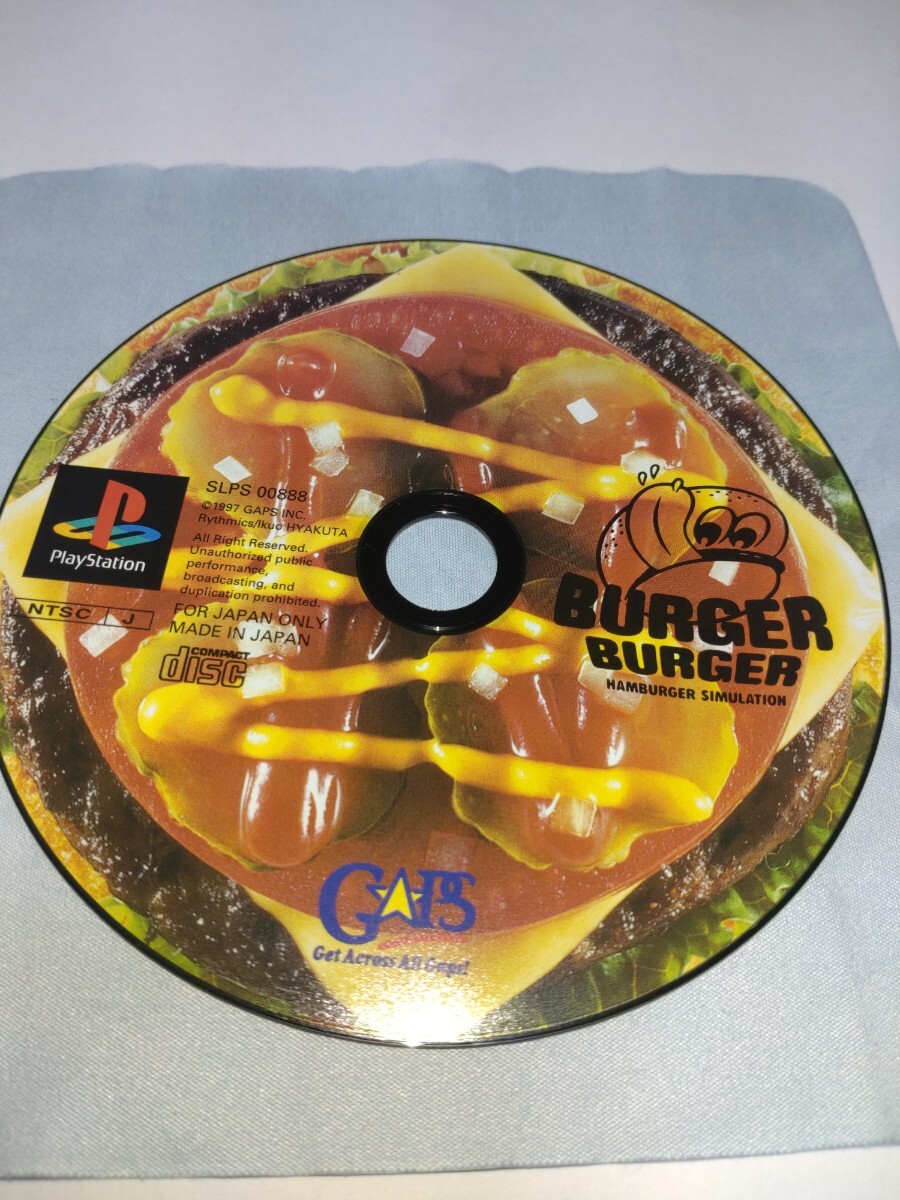 PlayStation
NTSC J
SLPS 00888
©1997 GAPS INC.
Rythmics/Ikuo HYAKUTA
All Right Reserved.
Unauthorized public
performance,
broadcasting, and
duplication prohibited.
FOR JAPAN ONLY
MADE IN JAPAN
COMPACT
disc
BURGER
BURGER
HAMBURGER SIMULATION
GAPS
Get Across All Gaps!